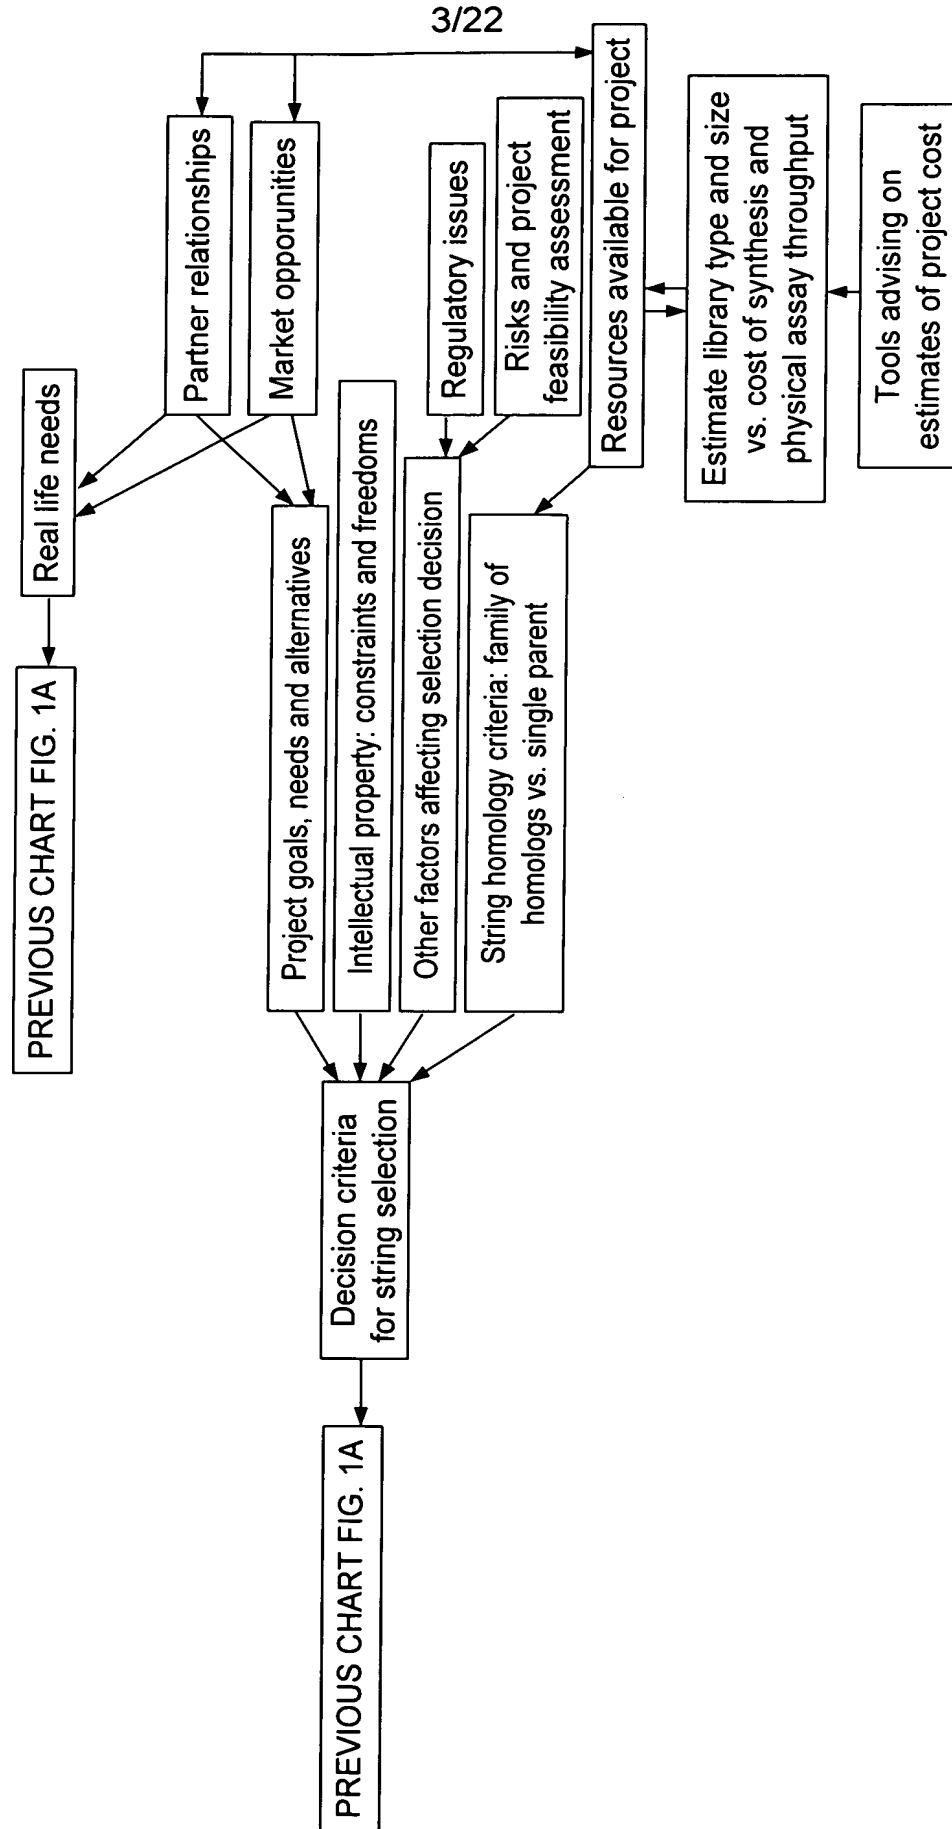 3/22
PREVIOUS CHART FIG. 1A
Real life needs
Partner relationships
Market opporunities
Project goals, needs and alternatives
Intellectual property: constraints and freedoms
Regulatory issues
Other factors affecting selection decision
Risks and project
feasibility assessment
String homology criteria: family of
homologs vs. single parent
Resources available for project
Decision criteria
for string selection
PREVIOUS CHART FIG. 1A
Estimate library type and size
vs. cost of synthesis and
physical assay throughput
Tools advising on
estimates of project cost